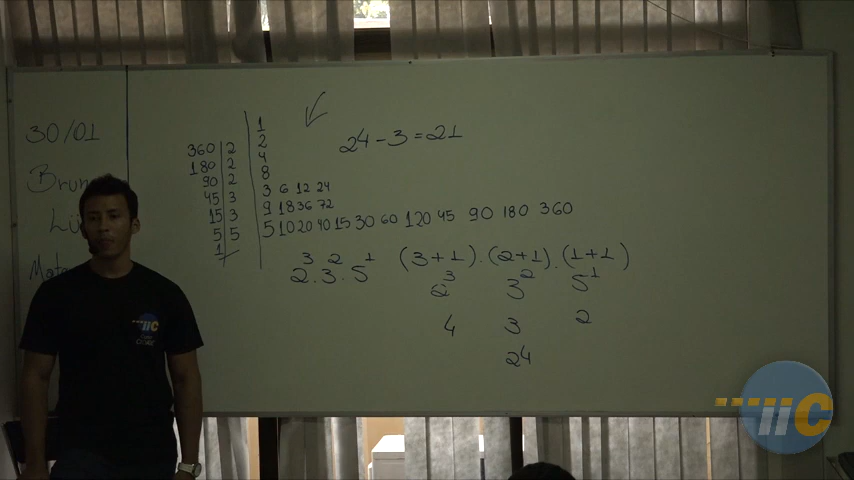 30/01
Brun
Lu
Mate
360 2
180 2
90 2
45 3
15 3
5 5
1
1
2
4
8
3 6 12 24
9 18 36 72
5 10 20 40 15 30 60 120 45 90 180 360
24 - 3 = 21
2³ . 3² . 5¹ (3+1) . (2+1) . (1+1)
2³ 3² 5¹
4 3 2
24
IIC
IIC